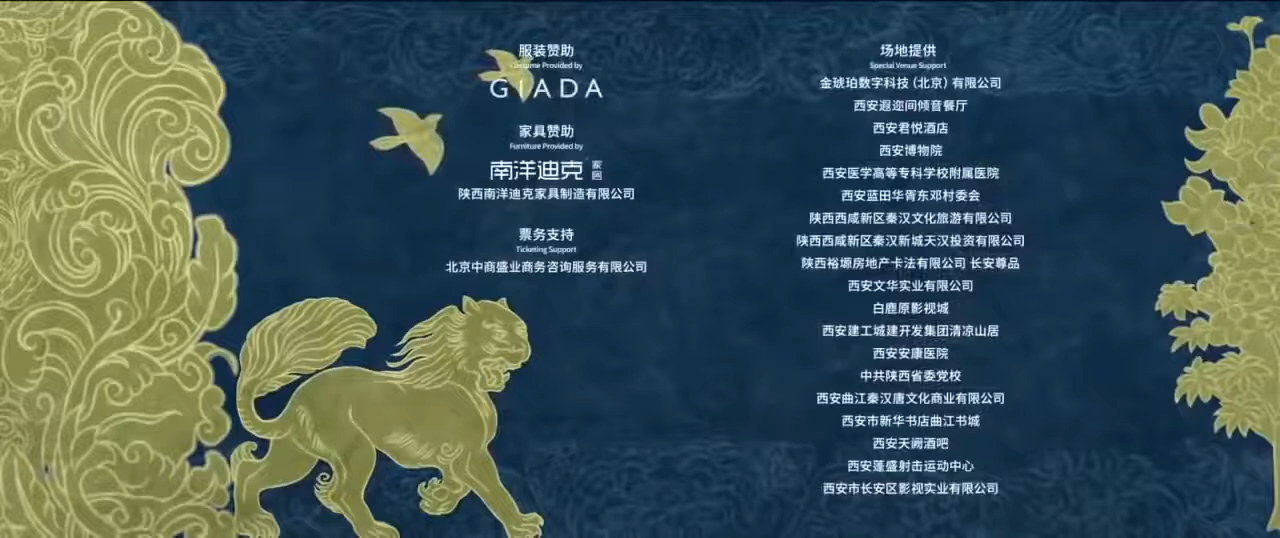 服装赞助
Costume Provided by
GIADA
家具赞助
Furniture Provided by
南洋迪克 家居
陕西南洋迪克家具制造有限公司
票务支持
Ticketing Support
北京中商盛业商务咨询服务有限公司
场地提供
Special Venue Support
金琥珀数字科技(北京)有限公司
西安遐迩间倾音餐厅
西安君悦酒店
西安博物院
西安医学高等专科学校附属医院
西安蓝田华胥东邓村委会
陕西西咸新区秦汉文化旅游有限公司
陕西西咸新区秦汉新城天汉投资有限公司
陕西裕塬房地产卡法有限公司 长安尊品
西安文华实业有限公司
白鹿原影视城
西安建工城建开发集团清凉山居
西安安康医院
中共陕西省委党校
西安曲江秦汉唐文化商业有限公司
西安市新华书店曲江书城
西安天阙酒吧
西安蓬盛射击运动中心
西安市长安区影视实业有限公司